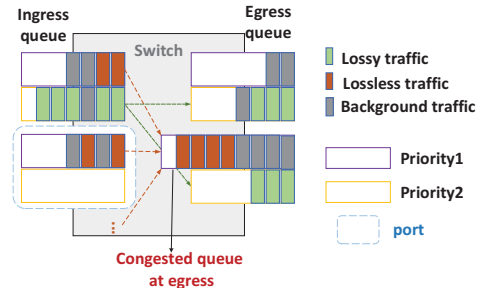 Ingress
queue
Egress
queue
Switch
Lossy traffic
Lossless traffic
Background traffic
Priority1
Priority2
port
Congested queue
at egress